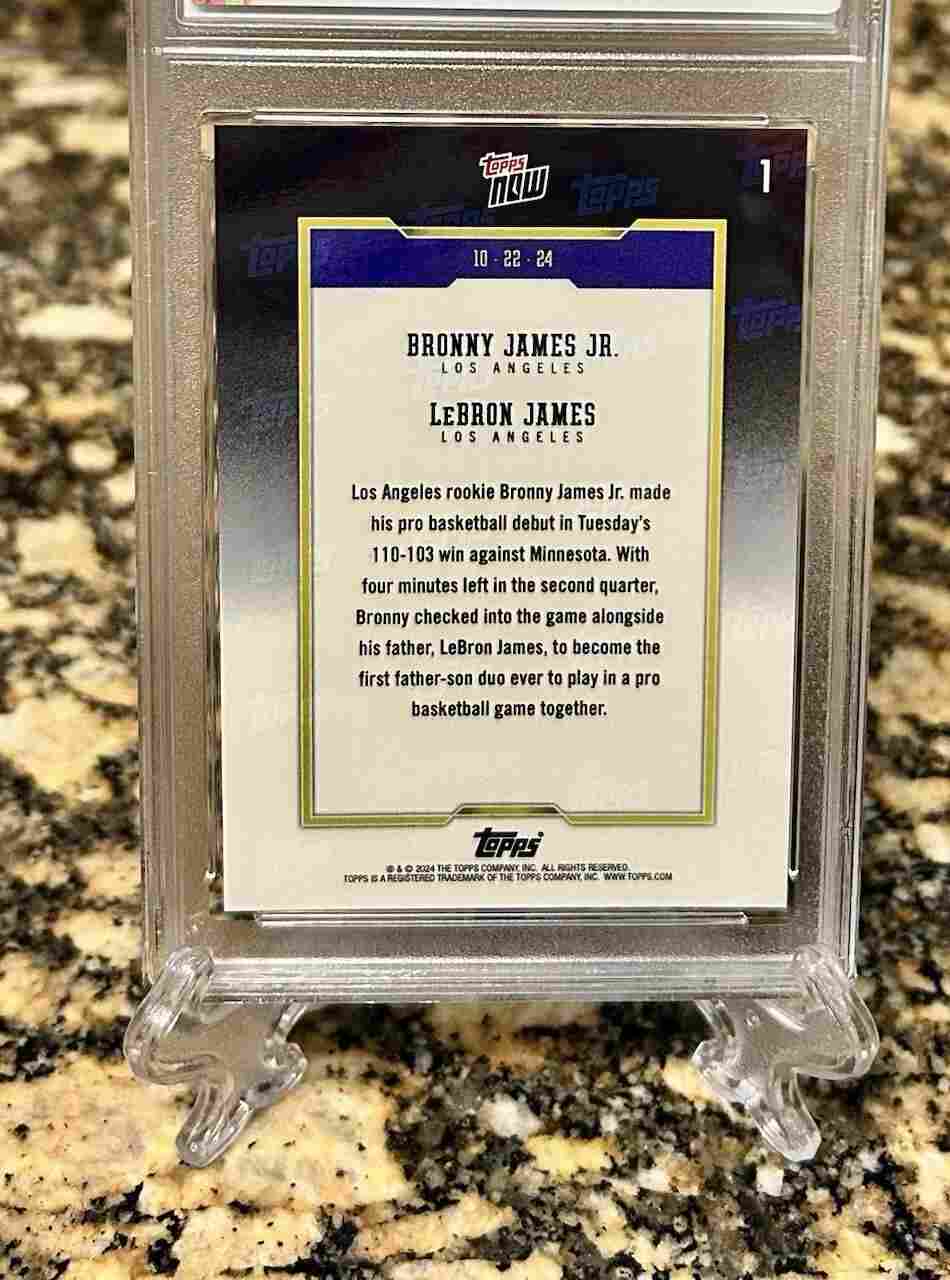 topps now
1
10 - 22 - 24
BRONNY JAMES JR.
LOS ANGELES
LeBRON JAMES
LOS ANGELES
Los Angeles rookie Bronny James Jr. made
his pro basketball debut in Tuesday's
110-103 win against Minnesota. With
four minutes left in the second quarter,
Bronny checked into the game alongside
his father, LeBron James, to become the
first father-son duo ever to play in a pro
basketball game together.
topps
® & © 2024 THE TOPPS COMPANY, INC. ALL RIGHTS RESERVED.
TOPPS IS A REGISTERED TRADEMARK OF THE TOPPS COMPANY, INC. WWW.TOPPS.COM